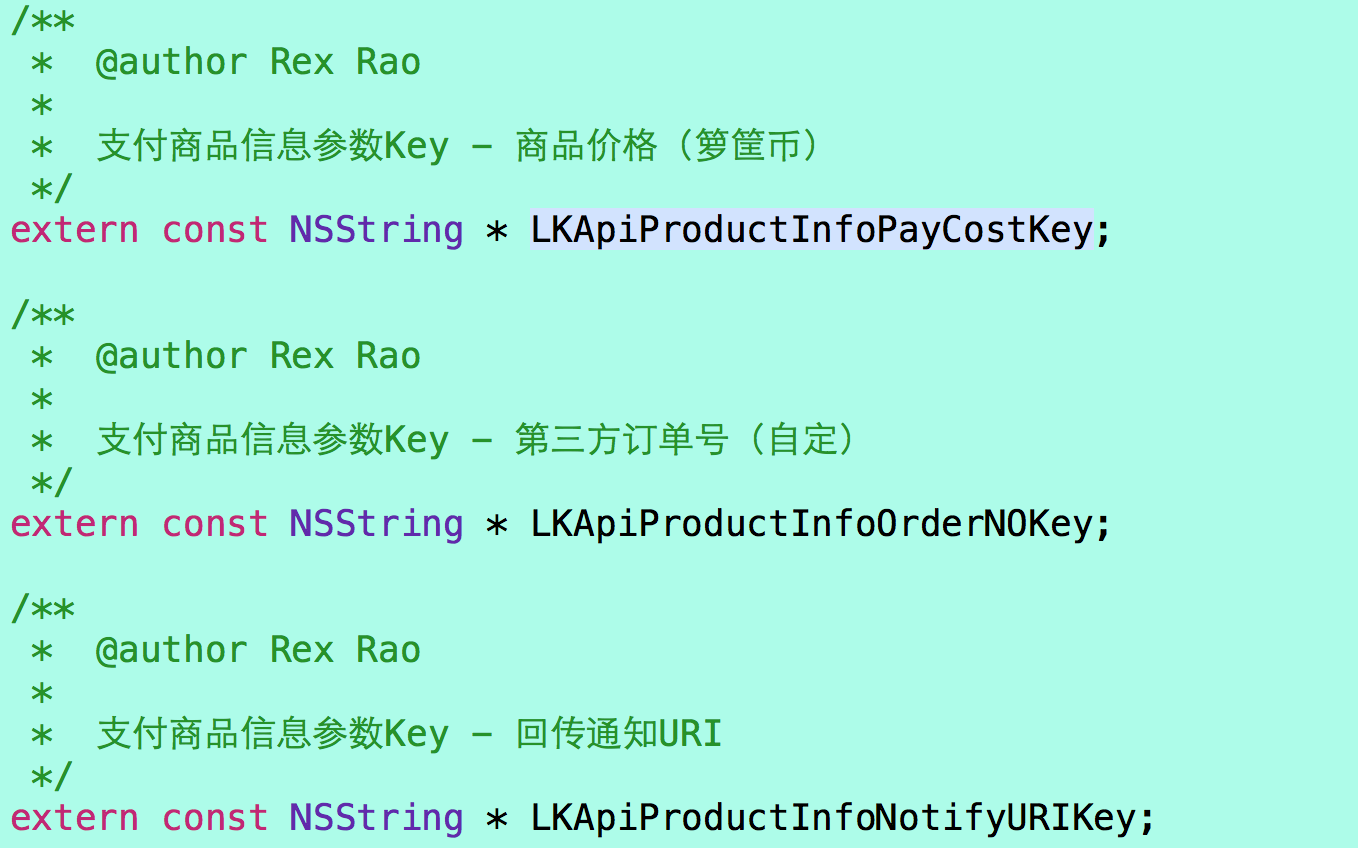 /**
 *  @author Rex Rao
 *
 *  支付商品信息参数Key - 商品价格（箩筐币）
 */
extern const NSString * LKApiProductInfoPayCostKey;

/**
 *  @author Rex Rao
 *
 *  支付商品信息参数Key - 第三方订单号（自定）
 */
extern const NSString * LKApiProductInfoOrderNOKey;

/**
 *  @author Rex Rao
 *
 *  支付商品信息参数Key - 回传通知URI
 */
extern const NSString * LKApiProductInfoNotifyURIKey;